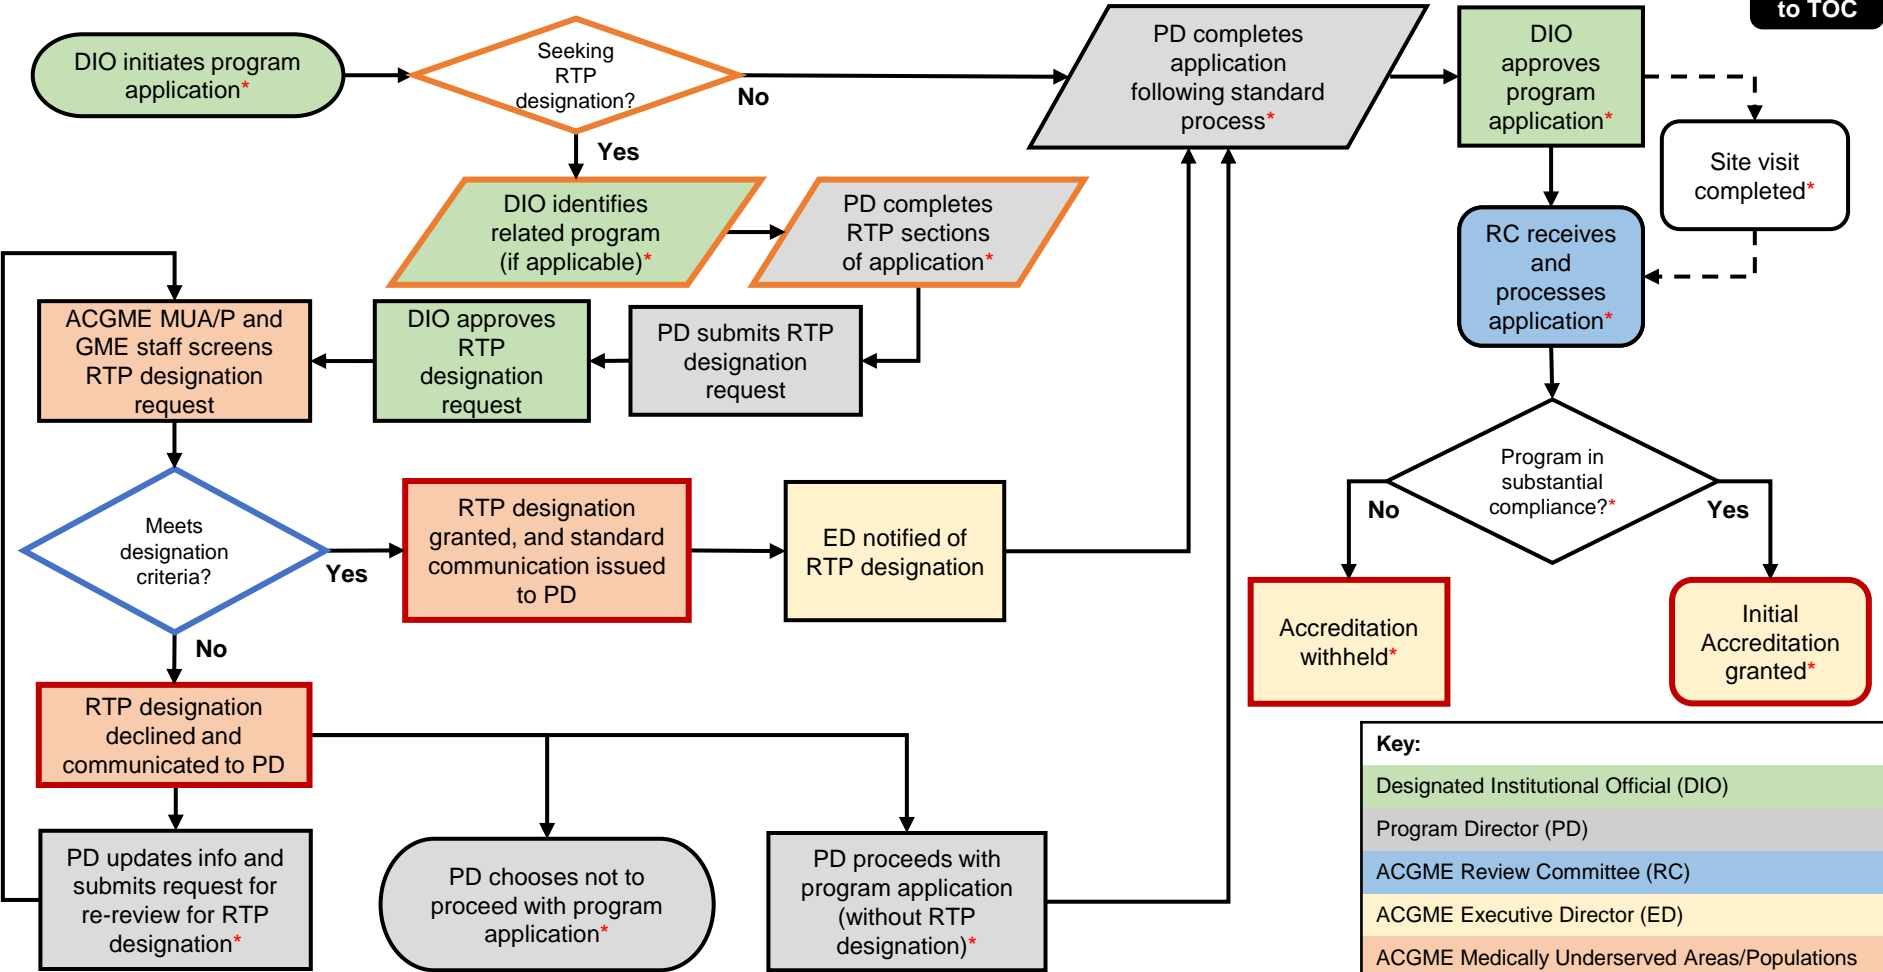 to TOC
DIO initiates program
application*
Seeking
RTP
designation?
No
Yes
PD completes
application
following standard
process*
DIO
approves
program
application*
Site visit
completed*
DIO identifies
related program
(if applicable)*
PD completes
RTP sections
of application*
RC receives
and
processes
application*
ACGME MUA/P and
GME staff screens
RTP designation
request
DIO approves
RTP
designation
request
PD submits RTP
designation
request
Meets
designation
criteria?
Yes
No
RTP designation
granted, and standard
communication issued
to PD
ED notified of
RTP designation
Program in
substantial
compliance?*
No
Yes
Accreditation
withheld*
Initial
Accreditation
granted*
RTP designation
declined and
communicated to PD
PD updates info and
submits request for
re-review for RTP
designation*
PD chooses not to
proceed with program
application*
PD proceeds with
program application
(without RTP
designation)*
Key:
Designated Institutional Official (DIO)
Program Director (PD)
ACGME Review Committee (RC)
ACGME Executive Director (ED)
ACGME Medically Underserved Areas/Populations